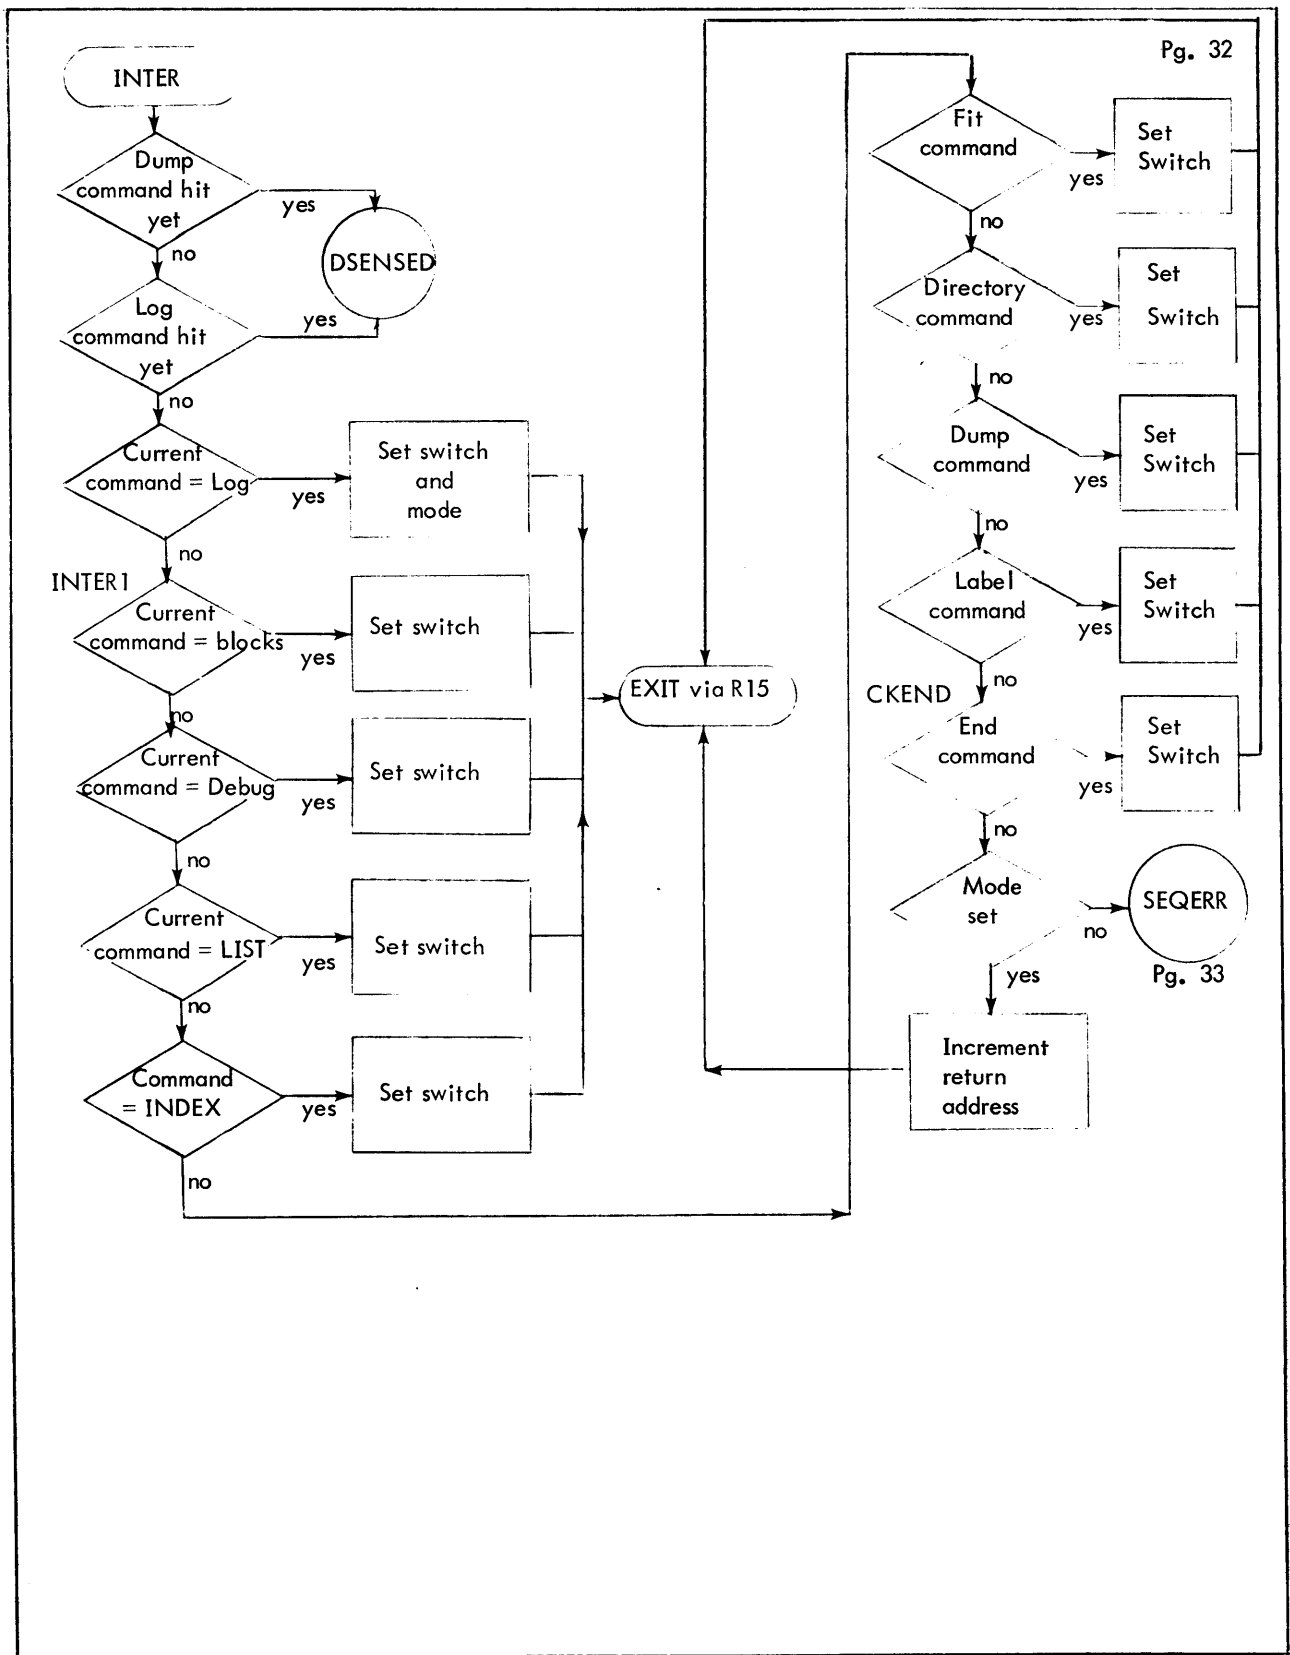 Pg. 32
INTER
Dump
command hit
yet
yes
no
DSENSED
Log
command hit
yet
yes
no
Current
command = Log
yes
Set switch
and
mode
no
INTER1
Current
command = blocks
yes
Set switch
no
Current
command = Debug
yes
Set switch
no
Current
command = LIST
yes
Set switch
no
Command
= INDEX
yes
Set switch
no
EXIT via R15
Fit
command
yes
Set
Switch
no
Directory
command
yes
Set
Switch
no
Dump
command
yes
Set
Switch
no
Label
command
yes
Set
Switch
no
CKEND
End
command
yes
Set
Switch
no
Mode
set
no
SEQERR
Pg. 33
yes
Increment
return
address